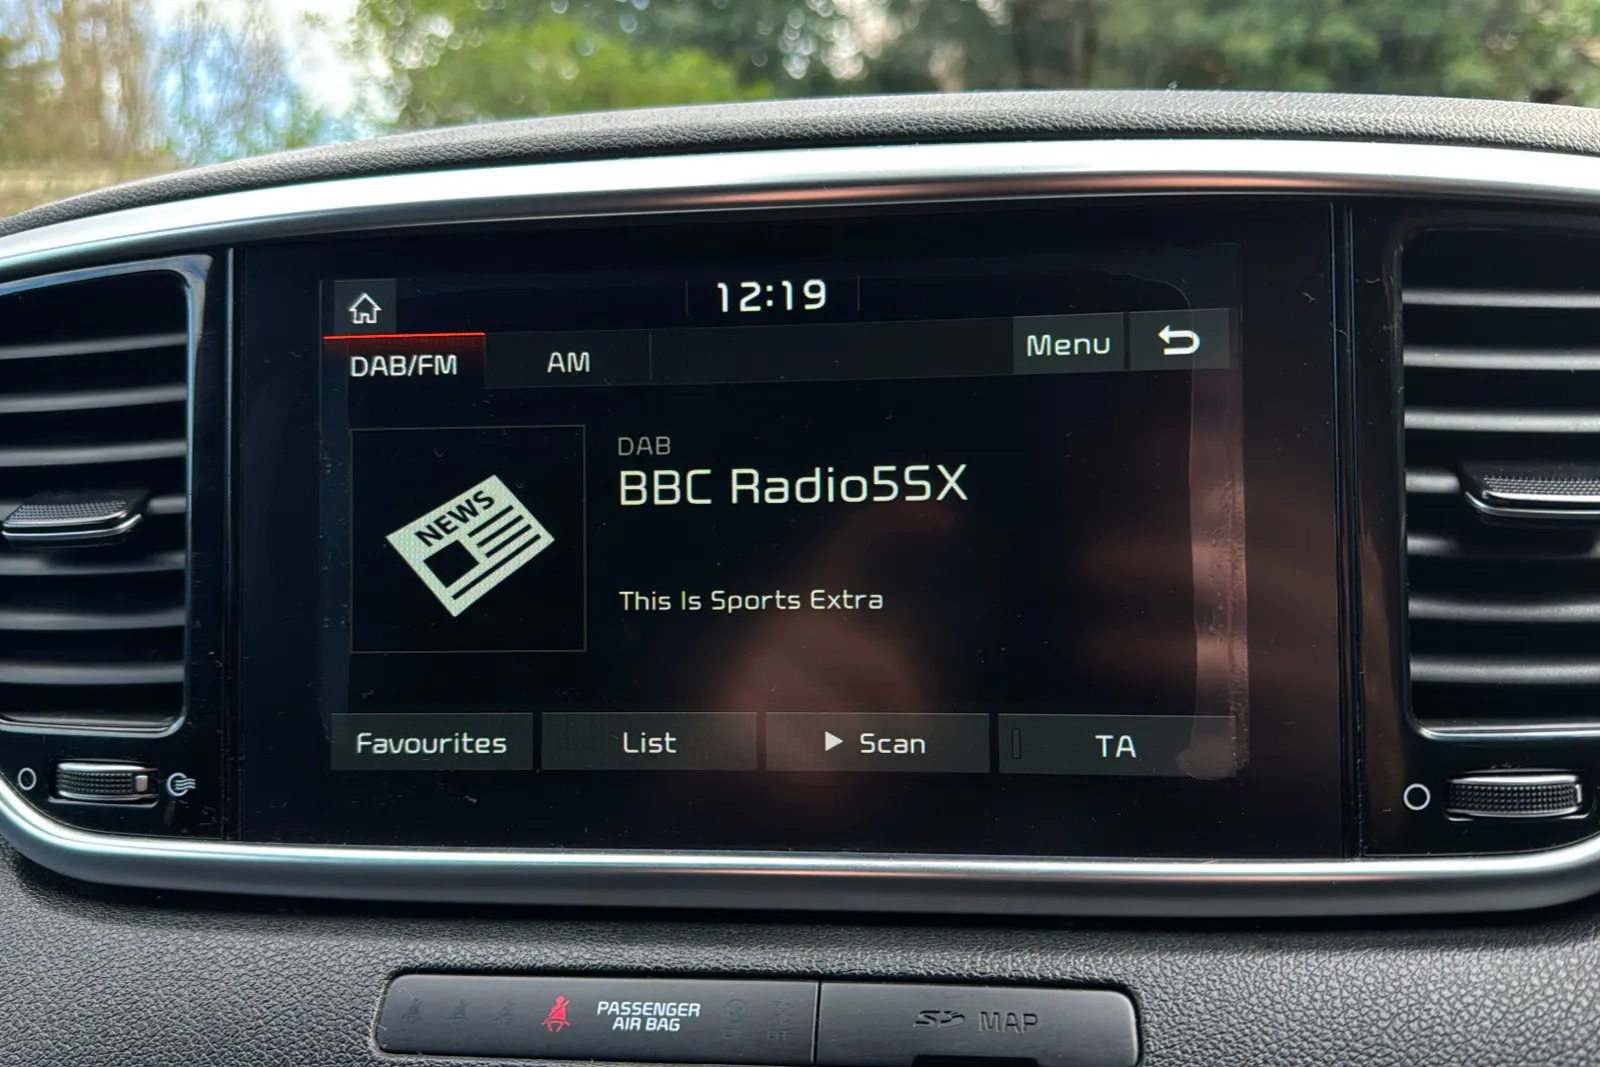 12:19
DAB/FM
AM
Menu
DAB
BBC Radio5SX
NEWS
This Is Sports Extra
Favourites
List
Scan
TA
PASSENGER
AIR BAG
SD MAP